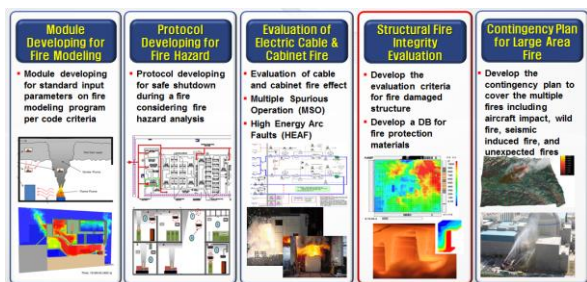 Module
Developing for
Fire Modeling
• Module developing
for standard input
parameters on fire
modeling program
per code criteria
Protocol
Developing for
Fire Hazard
• Protocol developing
for safe shutdown
during a fire
considering fire
hazard analysis
Evaluation of
Electric Cable &
Cabinet Fire
• Evaluation of cable
and cabinet fire effect
• Multiple Spurious
Operation (MSO)
• High Energy Arc
Faults (HEAF)
Structural Fire
Integrity
Evaluation
• Develop the
evaluation criteria for
fire damaged
structure
• Develop a DB for
fire protection
materials
Contingency Plan
for Large Area
Fire
• Develop the
contingency plan to
cover the multiple
fires including
aircraft impact, wild
fire, seismic
induced fire, and
unexpected fires